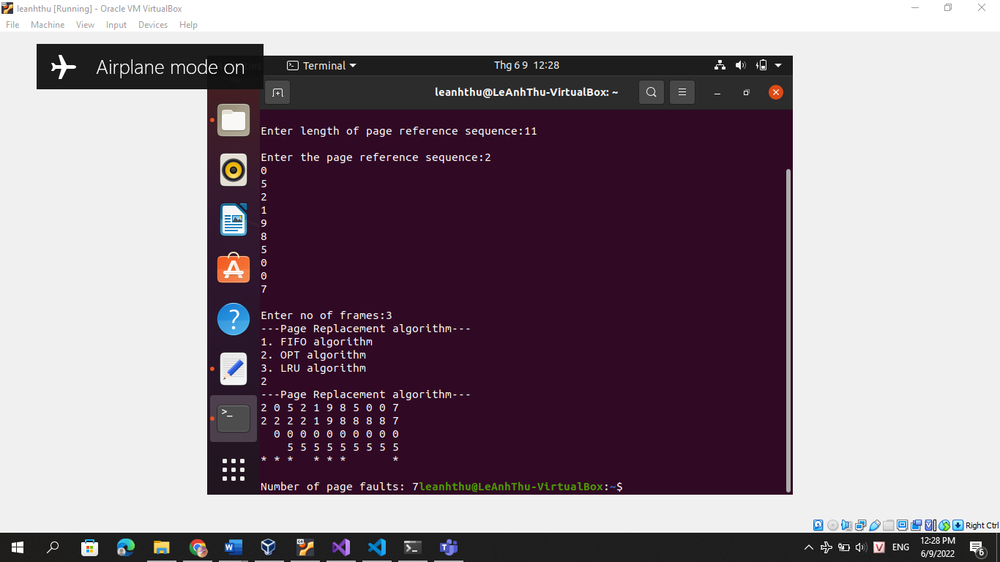 leanhthu [Running] - Oracle VM VirtualBox
File Machine View Input Devices Help
Airplane mode on
Terminal
Thg 6 9 12:28
leanhthu@LeAnhThu-VirtualBox: ~
Enter length of page reference sequence:11
Enter the page reference sequence:2
0
5
2
1
9
8
5
0
0
7
Enter no of frames:3
---Page Replacement algorithm---
1. FIFO algorithm
2. OPT algorithm
3. LRU algorithm
2
---Page Replacement algorithm---
2 0 5 2 1 9 8 5 0 0 7
2 2 2 2 1 9 8 8 8 8 7
  0 0 0 0 0 0 0 0 0 0
    5 5 5 5 5 5 5 5 5
* * *   * * *       *
Number of page faults: 7leanhthu@LeAnhThu-VirtualBox:~$
Right Ctrl
ENG
12:28 PM
6/9/2022
6